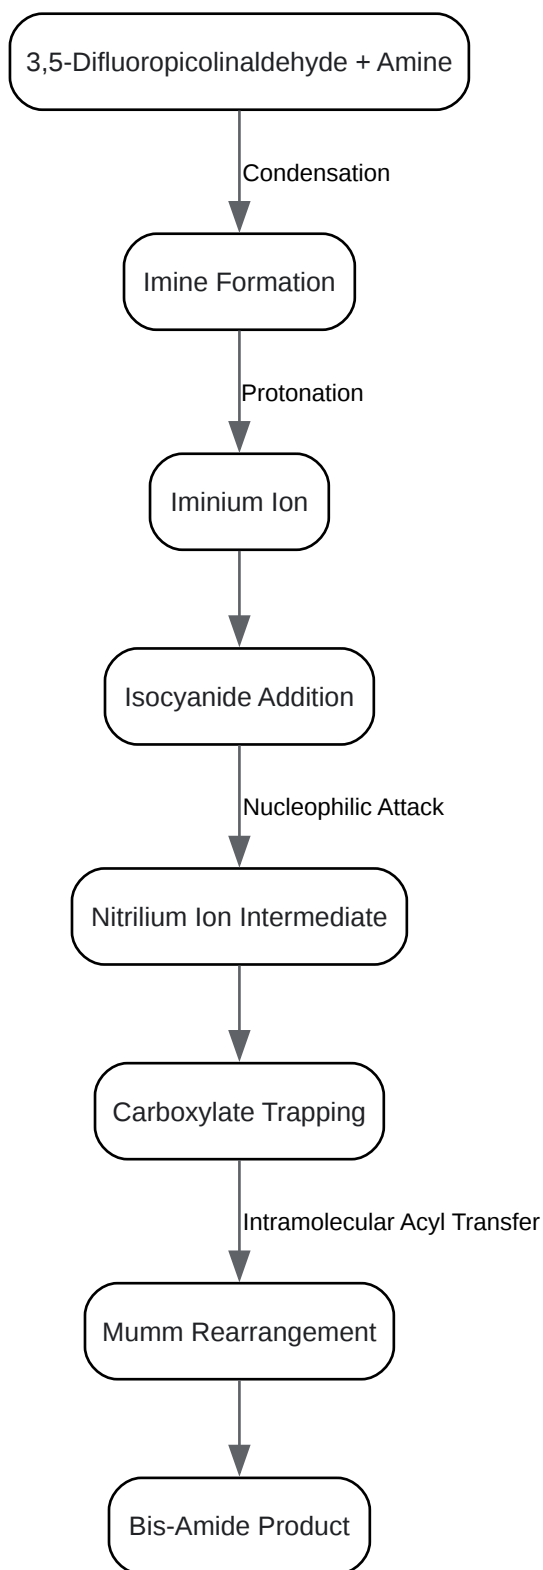 3,5-Difluoropicolinaldehyde + Amine
Condensation
Imine Formation
Protonation
Iminium Ion
Isocyanide Addition
Nucleophilic Attack
Nitrilium Ion Intermediate
Carboxylate Trapping
Intramolecular Acyl Transfer
Mumm Rearrangement
Bis-Amide Product